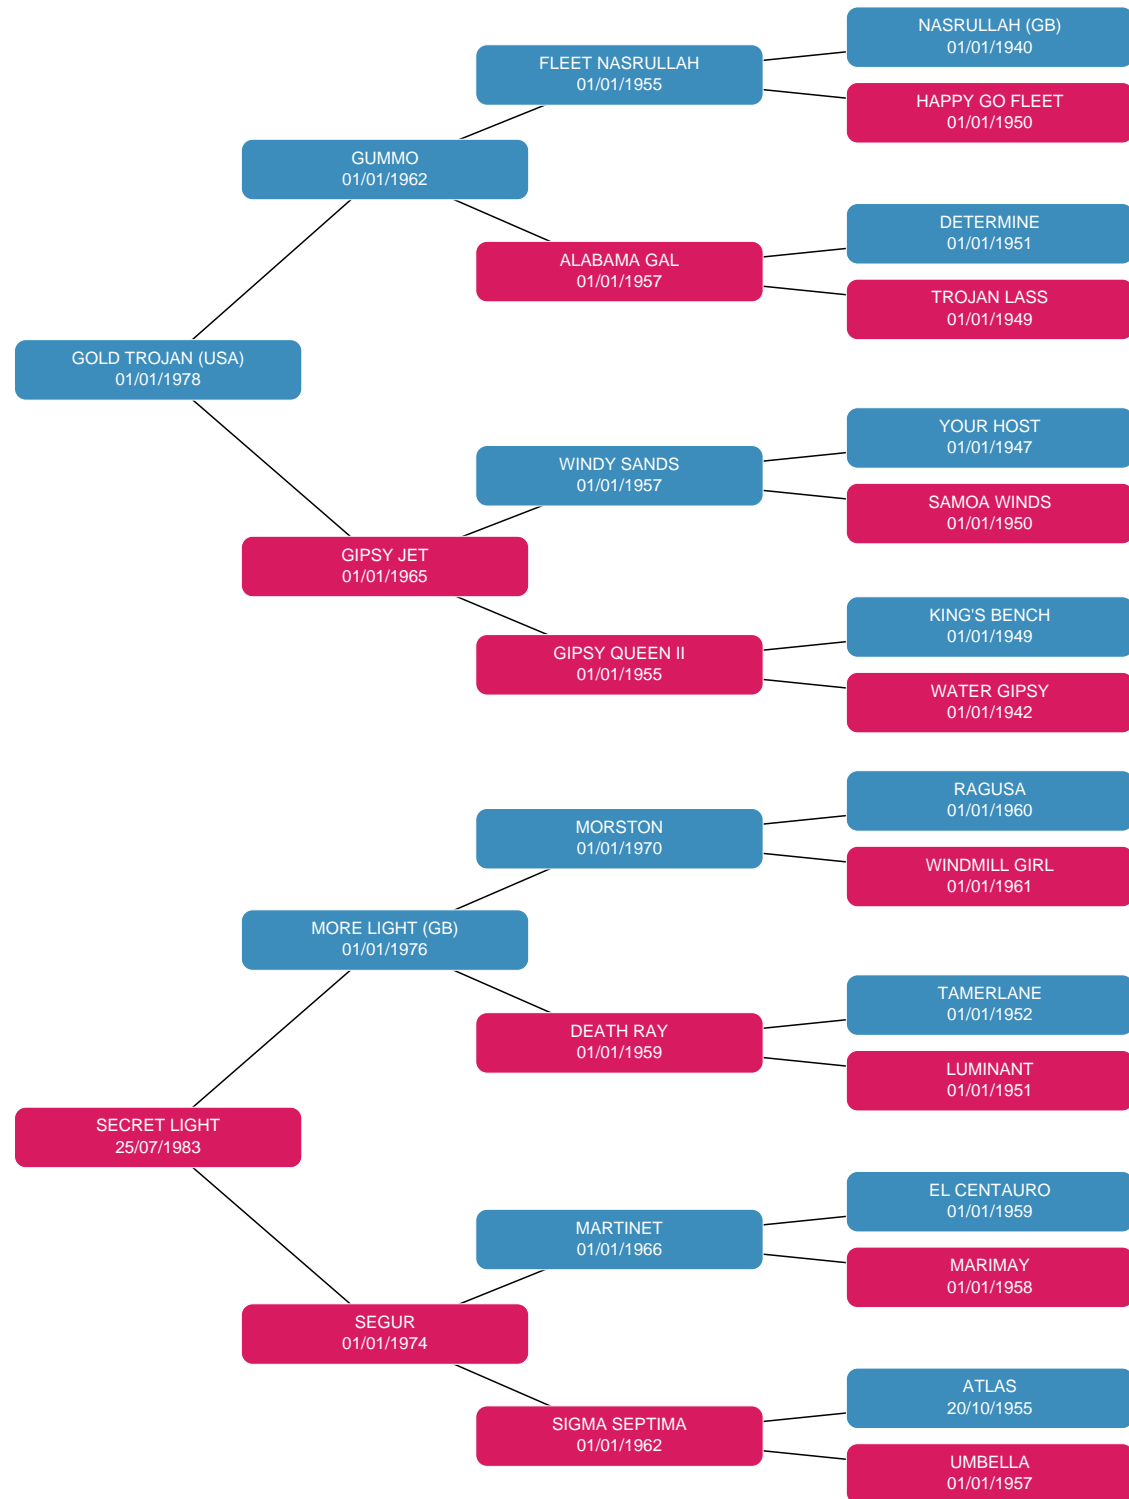 NASRULLAH (GB)
01/01/1940
FLEET NASRULLAH
01/01/1955
HAPPY GO FLEET
01/01/1950
GUMMO
01/01/1962
DETERMINE
01/01/1951
ALABAMA GAL
01/01/1957
TROJAN LASS
01/01/1949
GOLD TROJAN (USA)
01/01/1978
YOUR HOST
01/01/1947
WINDY SANDS
01/01/1957
SAMOA WINDS
01/01/1950
GIPSY JET
01/01/1965
KING'S BENCH
01/01/1949
GIPSY QUEEN II
01/01/1955
WATER GIPSY
01/01/1942
RAGUSA
01/01/1960
MORSTON
01/01/1970
WINDMILL GIRL
01/01/1961
MORE LIGHT (GB)
01/01/1976
TAMERLANE
01/01/1952
DEATH RAY
01/01/1959
LUMINANT
01/01/1951
SECRET LIGHT
25/07/1983
EL CENTAURO
01/01/1959
MARTINET
01/01/1966
MARIMAY
01/01/1958
SEGUR
01/01/1974
ATLAS
20/10/1955
SIGMA SEPTIMA
01/01/1962
UMBELLA
01/01/1957